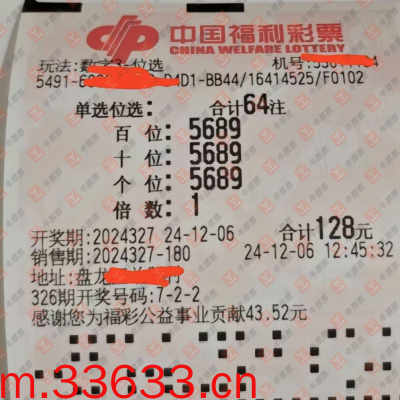 中国福利彩票
CHINA WELFARE LOTTERY
玩法:数字3-位选 机号:
5491- D4D1-BB44/16414525/F0102
单选位选: 合计64注
百 位: 5689
十 位: 5689
个 位: 5689
倍 数: 1
开奖期:2024327 24-12-06 合计128元
销售期:2024327-180 24-12-06 12:45:32
地址:盘龙
326期开奖号码:7-2-2
感谢您为福彩公益事业贡献43.52元
m.33633.cn